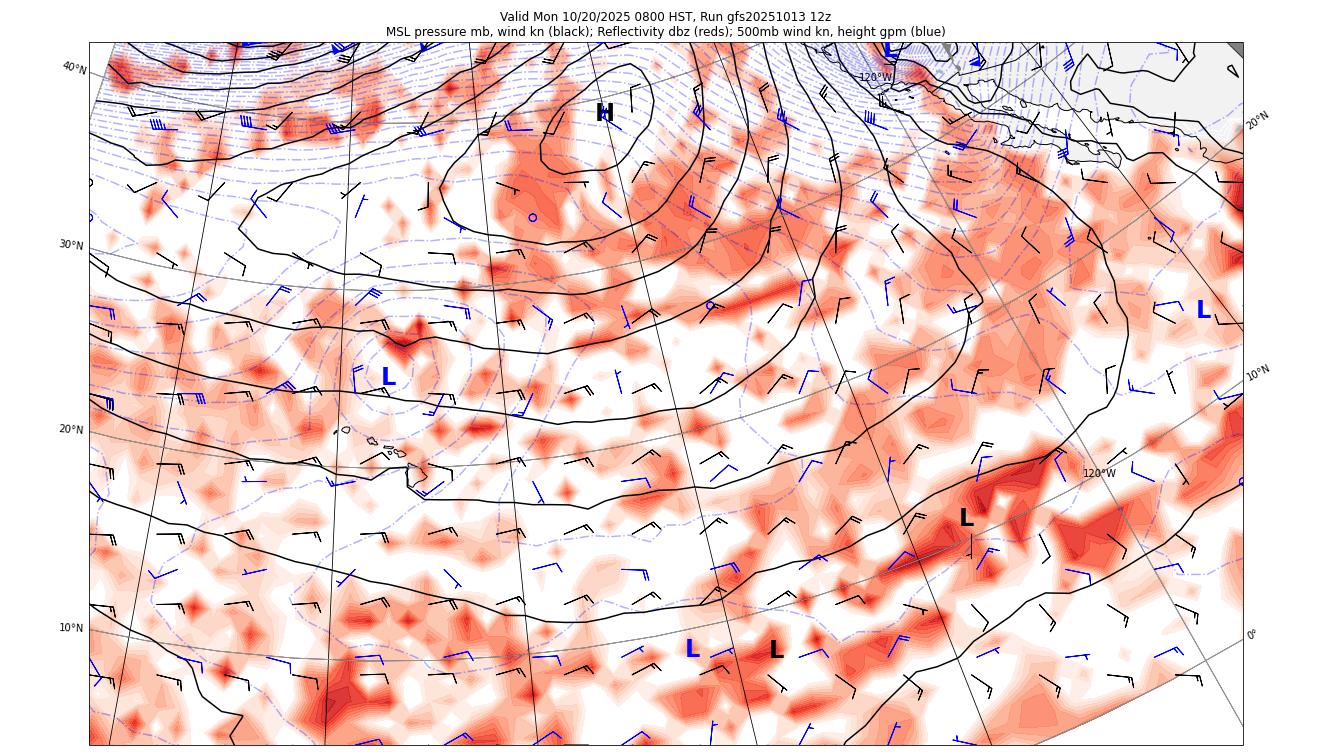 Valid Mon 10/20/2025 0800 HST, Run gfs20251013 12z
MSL pressure mb, wind kn (black); Reflectivity dbz (reds); 500mb wind kn, height gpm (blue)
L
40°N
120°W
H
20°N
30°N
L
L
10°N
20°N
120°W
L
10°N
0°
L
L